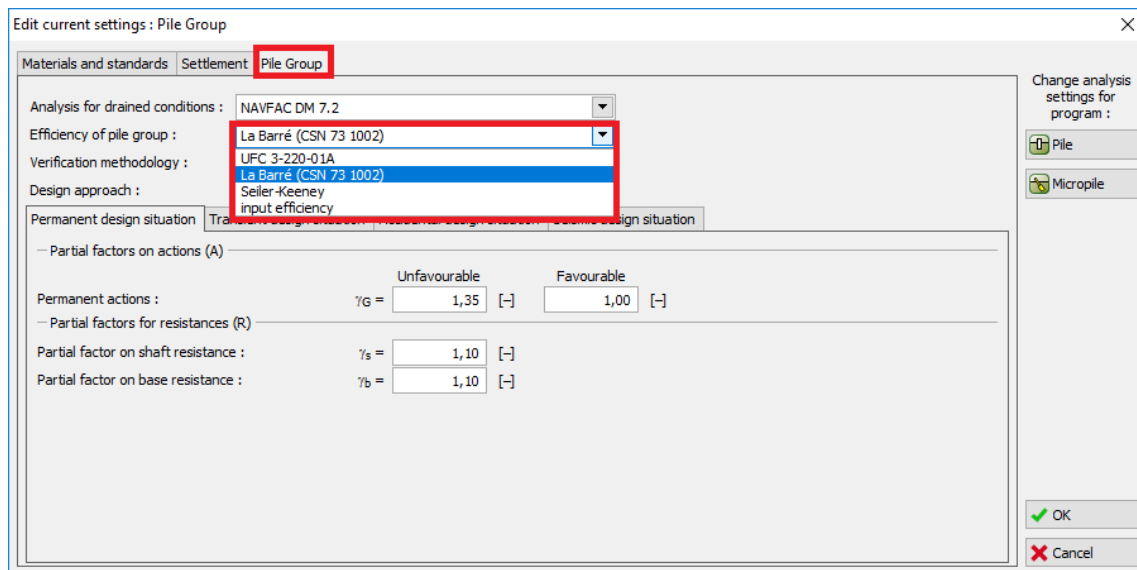 Edit current settings : Pile Group
Materials and standards Settlement Pile Group
Analysis for drained conditions : NAVFAC DM 7.2
Efficiency of pile group : La Barré (CSN 73 1002)
Verification methodology : UFC 3-220-01A
La Barré (CSN 73 1002)
Design approach : Seiler-Keeney
input efficiency
Permanent design situation situation
Partial factors on actions (A)
Unfavourable Favourable
Permanent actions : γG = 1,35 [–] 1,00 [–]
Partial factors for resistances (R)
Partial factor on shaft resistance : γs = 1,10 [–]
Partial factor on base resistance : γb = 1,10 [–]
Change analysis
settings for
program :
Pile
Micropile
OK
Cancel